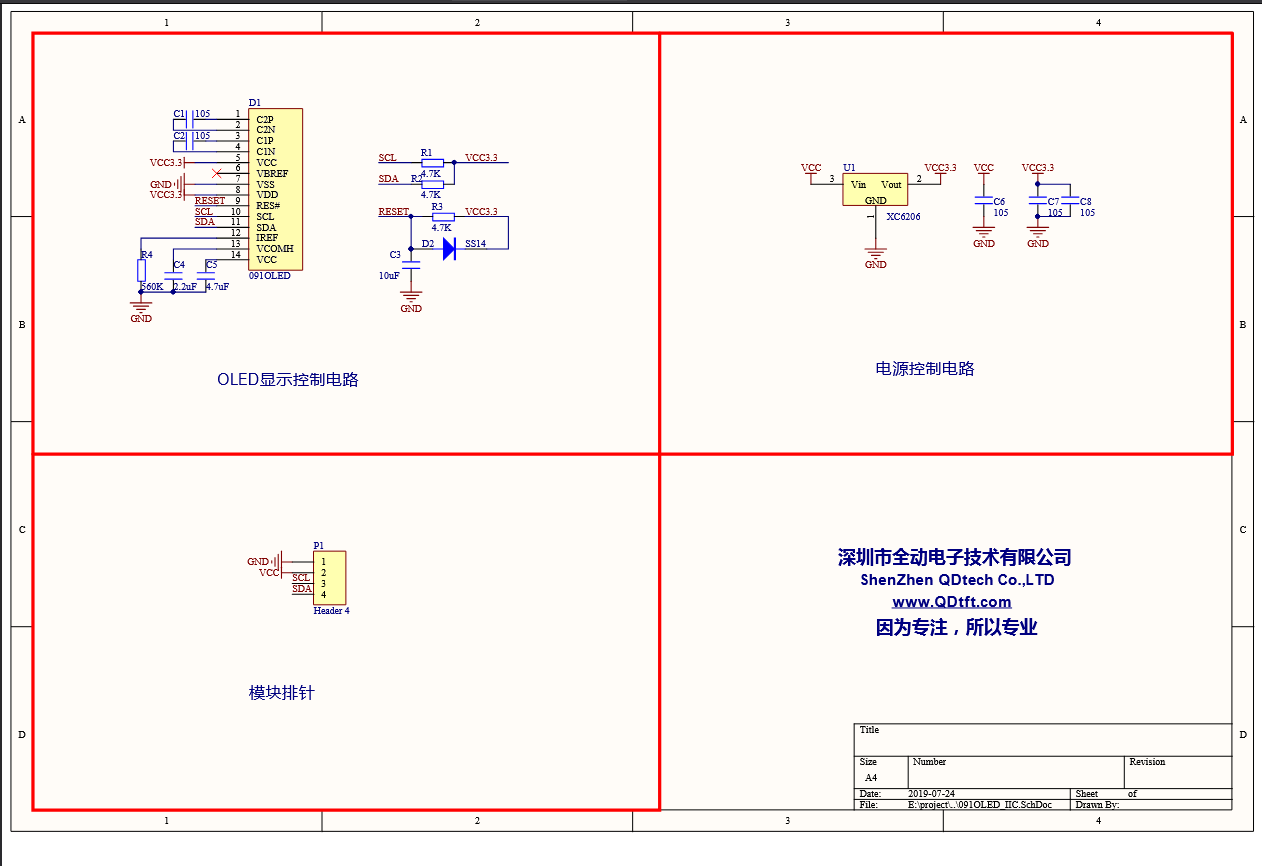 1 2 3 4
A A
B B
C C
D D
D1
C1 105
C2 105
1 C2P
2 C2N
3 C1P
4 C1N
VCC3.3 5 VCC
6 VBREF
GND 7 VSS
VCC3.3 8 VDD
RESET 9 RES#
SCL 10 SCL
SDA 11 SDA
12 IREF
13 VCOMH
14 VCC
091OLED
R4 C4 C5
560K 2.2uF 4.7uF
GND
SCL R1 VCC3.3
4.7K
SDA R2
4.7K
RESET R3 VCC3.3
4.7K
D2 SS14
C3
10uF
GND
OLED显示控制电路
VCC U1 VCC3.3 VCC VCC3.3
3 Vin Vout 2
GND
1 XC6206
C6 C7 C8
105 105 105
GND GND
GND
电源控制电路
P1
GND 1
VCC 2
SCL 3
SDA 4
Header 4
模块排针
深圳市全动电子技术有限公司
ShenZhen QDtech Co.,LTD
www.QDtft.com
因为专注，所以专业
Title
Size Number Revision
A4
Date: 2019-07-24 Sheet of
File: E:\project\..\091OLED_IIC.SchDoc Drawn By:
1 2 3 4